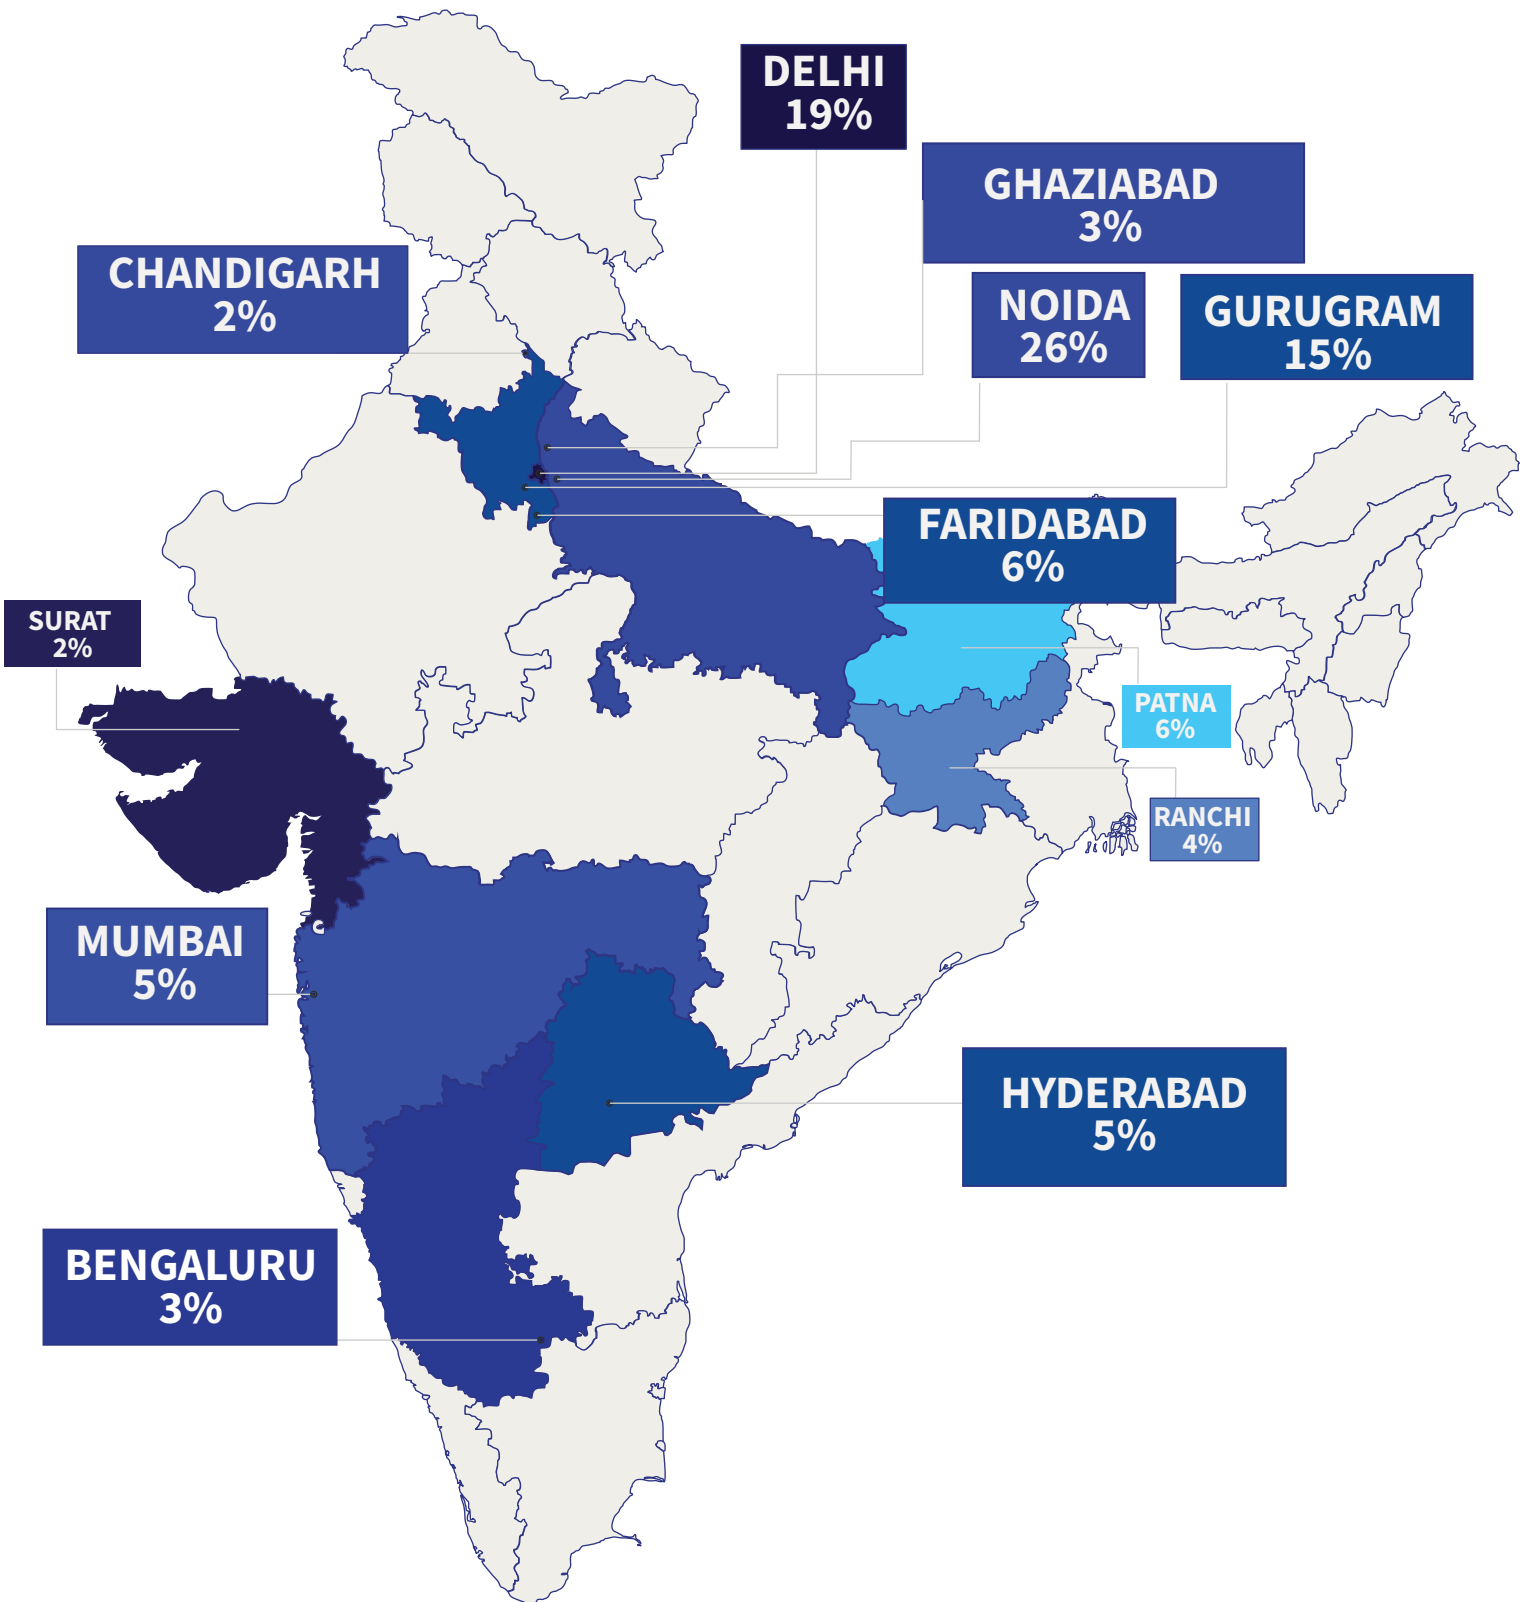 DELHI
19%
GHAZIABAD
3%
CHANDIGARH
2%
NOIDA
26%
GURUGRAM
15%
FARIDABAD
6%
SURAT
2%
PATNA
6%
RANCHI
4%
MUMBAI
5%
HYDERABAD
5%
BENGALURU
3%